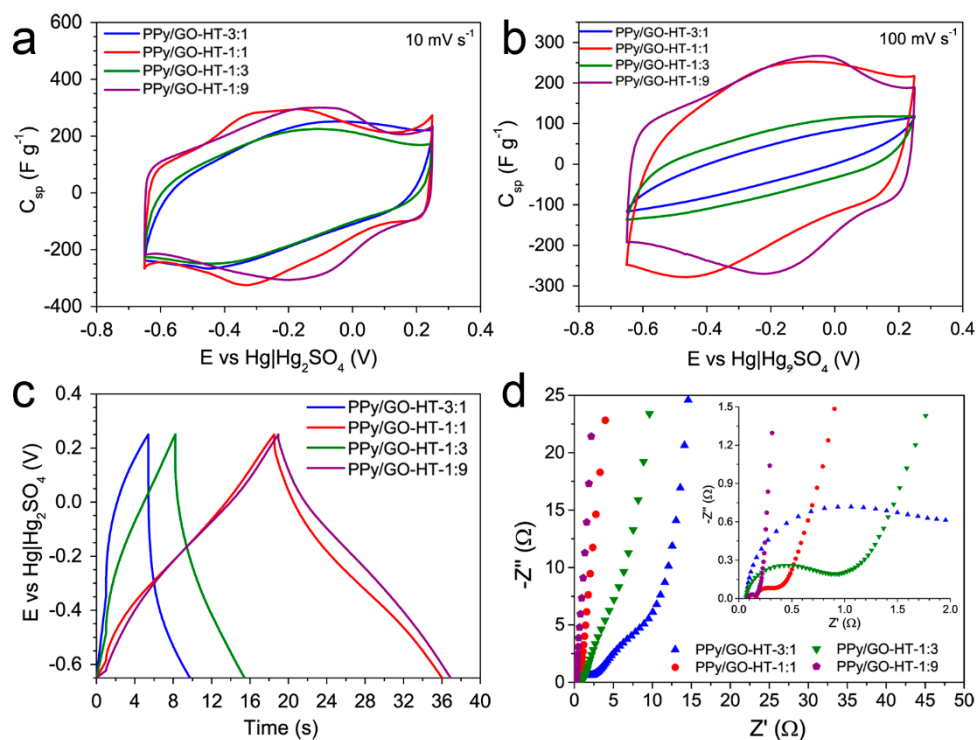 a
10 mV s⁻¹
PPy/GO-HT-3:1
PPy/GO-HT-1:1
PPy/GO-HT-1:3
PPy/GO-HT-1:9
Csp (F g⁻¹)
600
400
200
0
-200
-400
-0.8 -0.6 -0.4 -0.2 0.0 0.2 0.4
E vs Hg|Hg₂SO₄ (V)
b
100 mV s⁻¹
PPy/GO-HT-3:1
PPy/GO-HT-1:1
PPy/GO-HT-1:3
PPy/GO-HT-1:9
Csp (F g⁻¹)
300
200
100
0
-100
-200
-300
-0.8 -0.6 -0.4 -0.2 0.0 0.2 0.4
E vs Hg|Hg₉SO₄ (V)
c
PPy/GO-HT-3:1
PPy/GO-HT-1:1
PPy/GO-HT-1:3
PPy/GO-HT-1:9
E vs Hg|Hg₂SO₄ (V)
0.4
0.2
0.0
-0.2
-0.4
-0.6
0 4 8 12 16 20 24 28 32 36 40
Time (s)
d
-Z'' (Ω)
25
20
15
10
5
0
0 5 10 15 20 25 30 35 40 45 50
Z' (Ω)
-Z'' (Ω)
1.5
1.2
0.9
0.6
0.3
0.0
0.0 0.5 1.0 1.5 2.0
Z' (Ω)
PPy/GO-HT-3:1 PPy/GO-HT-1:3
PPy/GO-HT-1:1 PPy/GO-HT-1:9